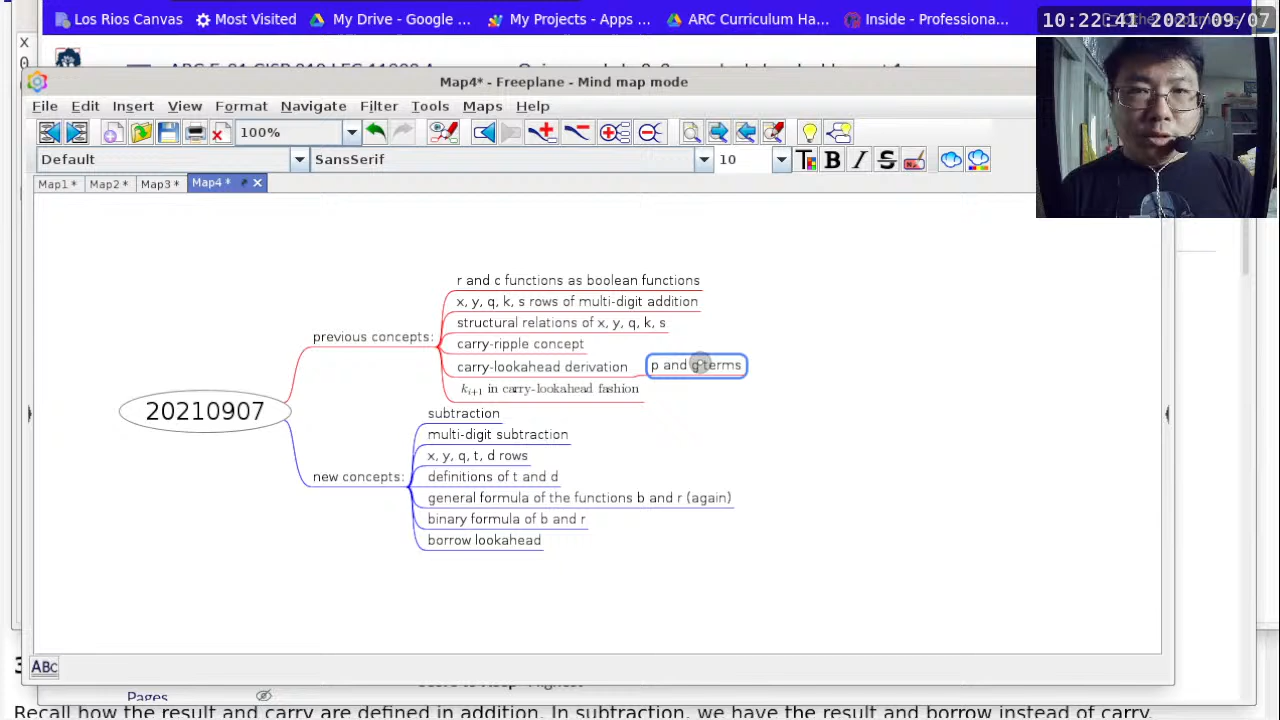 Los Rios Canvas
Most Visited
My Drive - Google ...
My Projects - Apps ...
ARC Curriculum Ha...
Inside - Professiona...
10:22:41 2021/09/07
Map4* - Freeplane - Mind map mode
File Edit Insert View Format Navigate Filter Tools Maps Help
100%
Default
SansSerif
10
Map1 * Map2 * Map3 * Map4 *
r and c functions as boolean functions
x, y, q, k, s rows of multi-digit addition
structural relations of x, y, q, k, s
previous concepts:
carry-ripple concept
carry-lookahead derivation
p and g terms
k_{i+1} in carry-lookahead fashion
20210907
subtraction
multi-digit subtraction
x, y, q, t, d rows
new concepts:
definitions of t and d
general formula of the functions b and r (again)
binary formula of b and r
borrow lookahead
ABC
Pages
Recall how the result and carry are defined in addition. In subtraction, we have the result and borrow instead of carry.